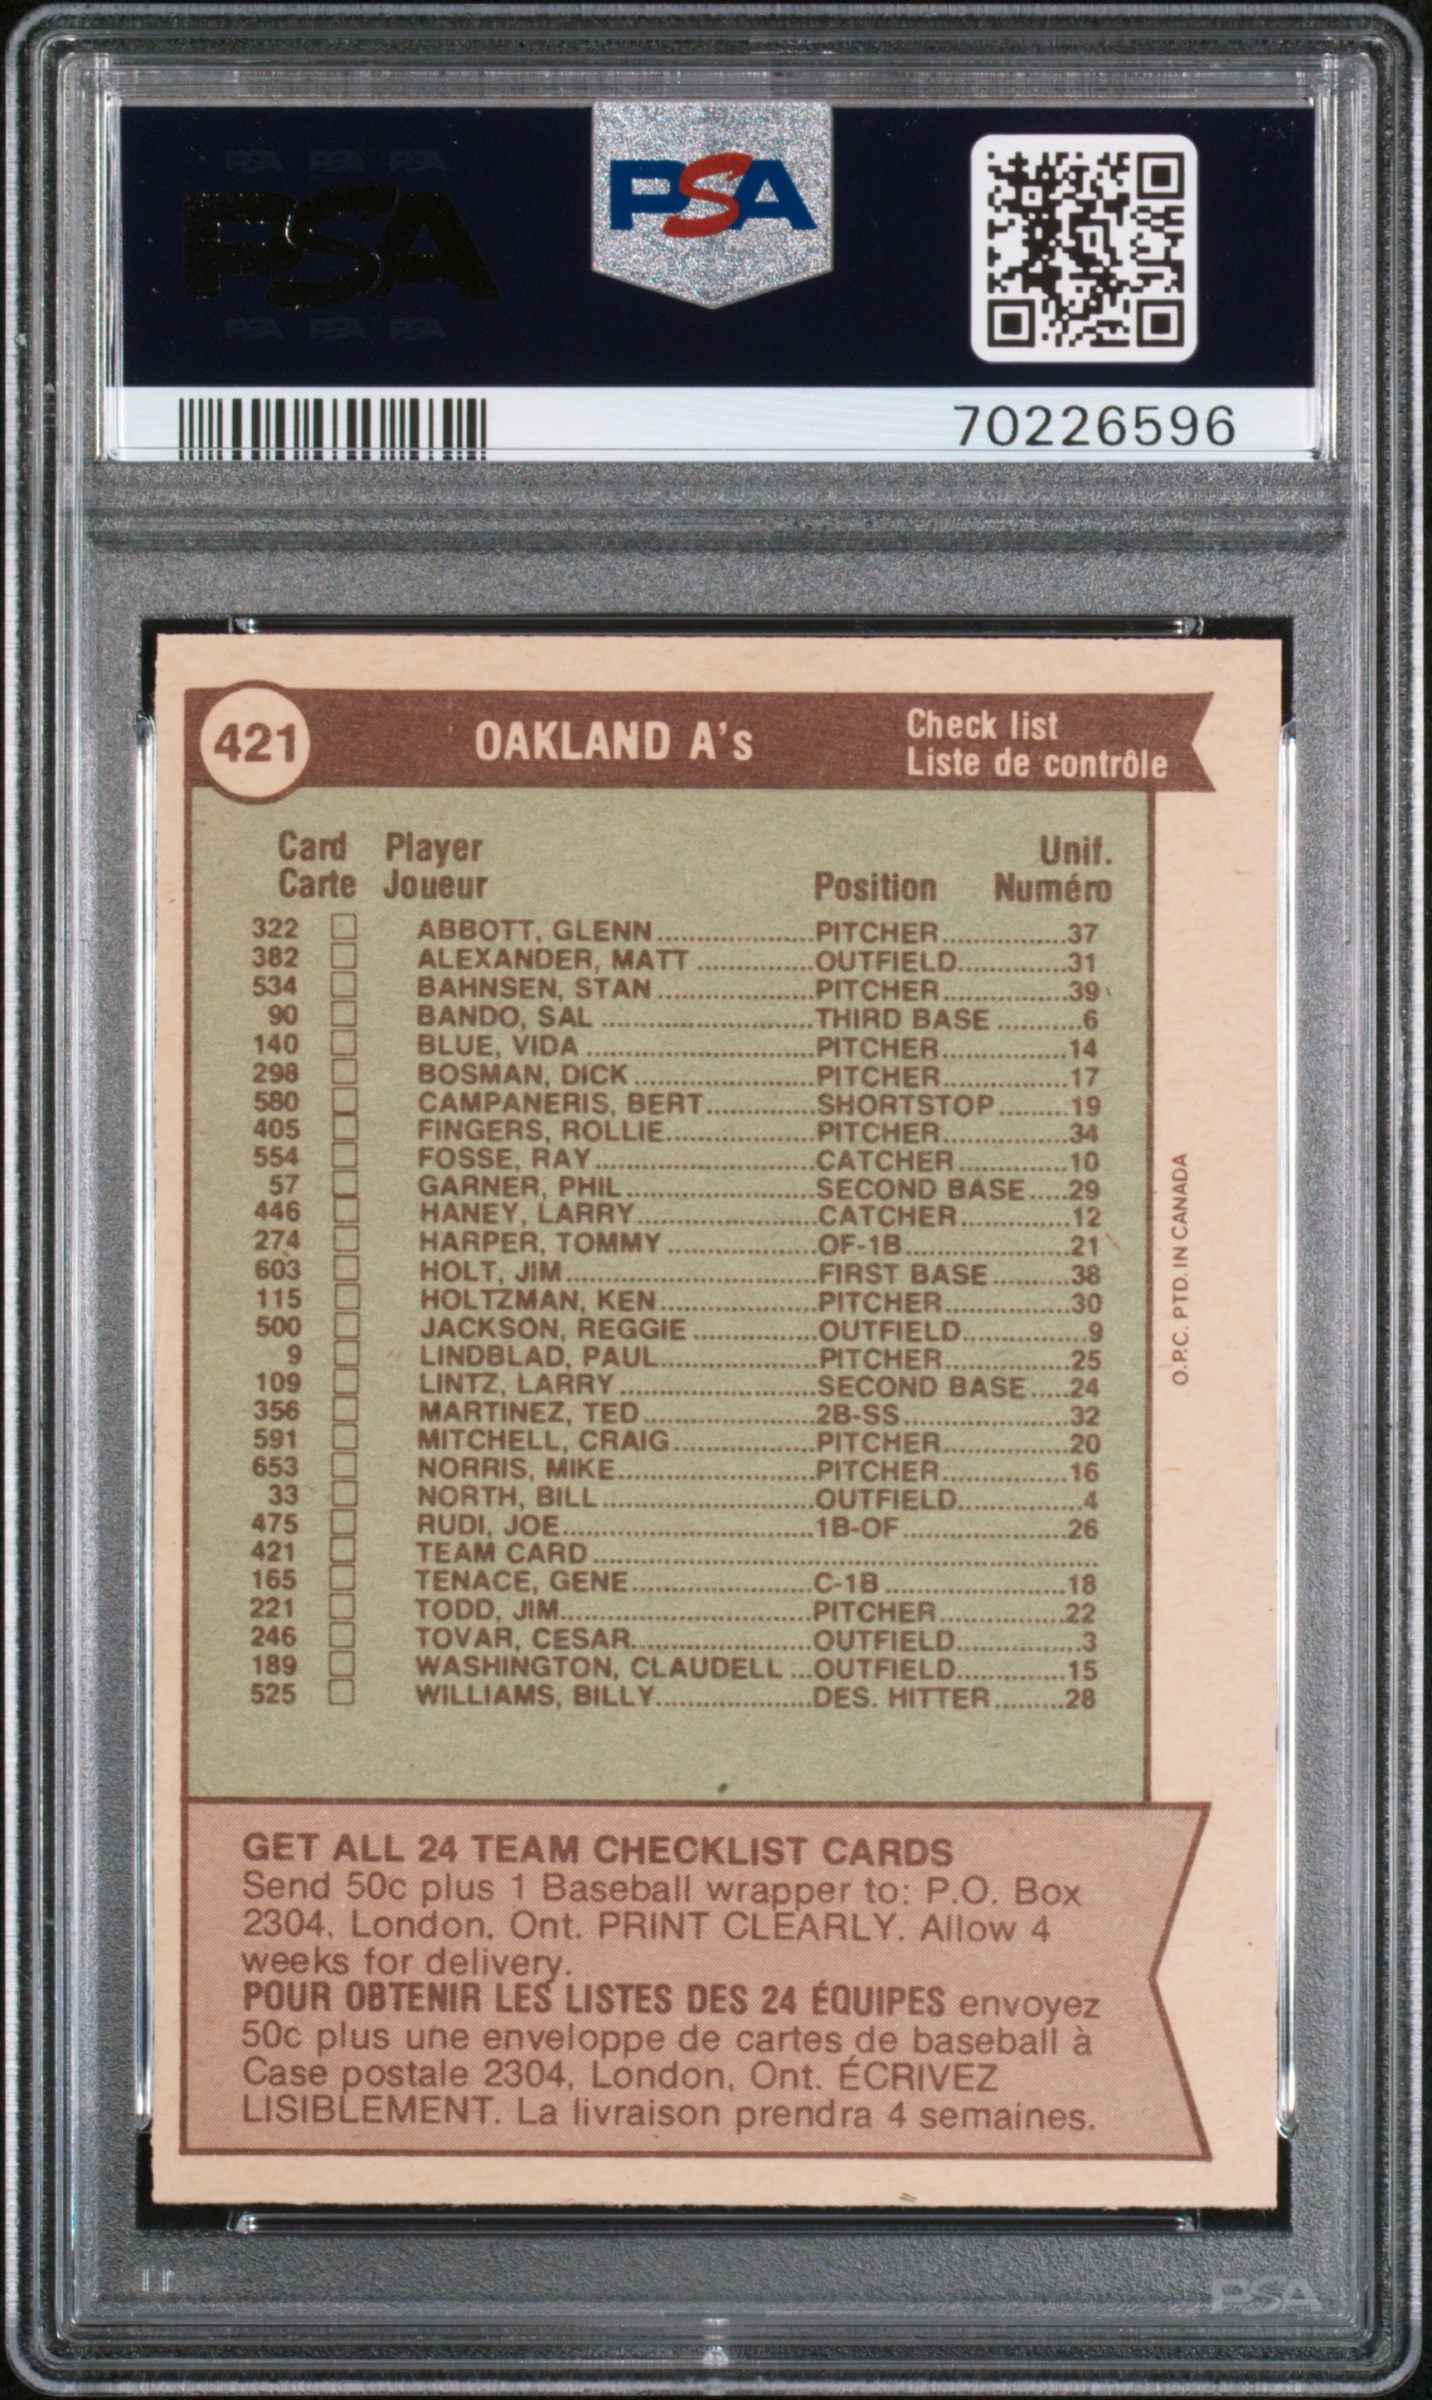 PSA PSA PSA
PSA
PSA PSA PSA
PSA
70226596
421 OAKLAND A's Check list
Liste de contrôle
Card Player Unif.
Carte Joueur Position Numéro
322 ABBOTT, GLENN....................PITCHER................37
382 ALEXANDER, MATT ...............OUTFIELD..............31
534 BAHNSEN, STAN....................PITCHER................39
90 BANDO, SAL ...........................THIRD BASE ...........6
140 BLUE, VIDA .............................PITCHER................14
298 BOSMAN, DICK.......................PITCHER................17
580 CAMPANERIS, BERT..............SHORTSTOP.........19
405 FINGERS, ROLLIE...................PITCHER................34
554 FOSSE, RAY............................CATCHER..............10
57 GARNER, PHIL........................SECOND BASE.....29
446 HANEY, LARRY.......................CATCHER..............12
274 HARPER, TOMMY...................OF-1B.....................21
603 HOLT, JIM................................FIRST BASE..........38
115 HOLTZMAN, KEN....................PITCHER................30
500 JACKSON, REGGIE................OUTFIELD................9
9 LINDBLAD, PAUL....................PITCHER................25
109 LINTZ, LARRY.........................SECOND BASE.....24
356 MARTINEZ, TED......................2B-SS.....................32
591 MITCHELL, CRAIG..................PITCHER................20
653 NORRIS, MIKE.........................PITCHER................16
33 NORTH, BILL...........................OUTFIELD................4
475 RUDI, JOE................................1B-OF.....................26
421 TEAM CARD................................................................
165 TENACE, GENE.......................C-1B.......................18
221 TODD, JIM................................PITCHER................22
246 TOVAR, CESAR.......................OUTFIELD................3
189 WASHINGTON, CLAUDELL ...OUTFIELD..............15
525 WILLIAMS, BILLY....................DES. HITTER.........28
O.P.C. PTD. IN CANADA
GET ALL 24 TEAM CHECKLIST CARDS
Send 50c plus 1 Baseball wrapper to: P.O. Box
2304, London, Ont. PRINT CLEARLY. Allow 4
weeks for delivery.
POUR OBTENIR LES LISTES DES 24 ÉQUIPES envoyez
50c plus une enveloppe de cartes de baseball à
Case postale 2304, London, Ont. ÉCRIVEZ
LISIBLEMENT. La livraison prendra 4 semaines.
PSA